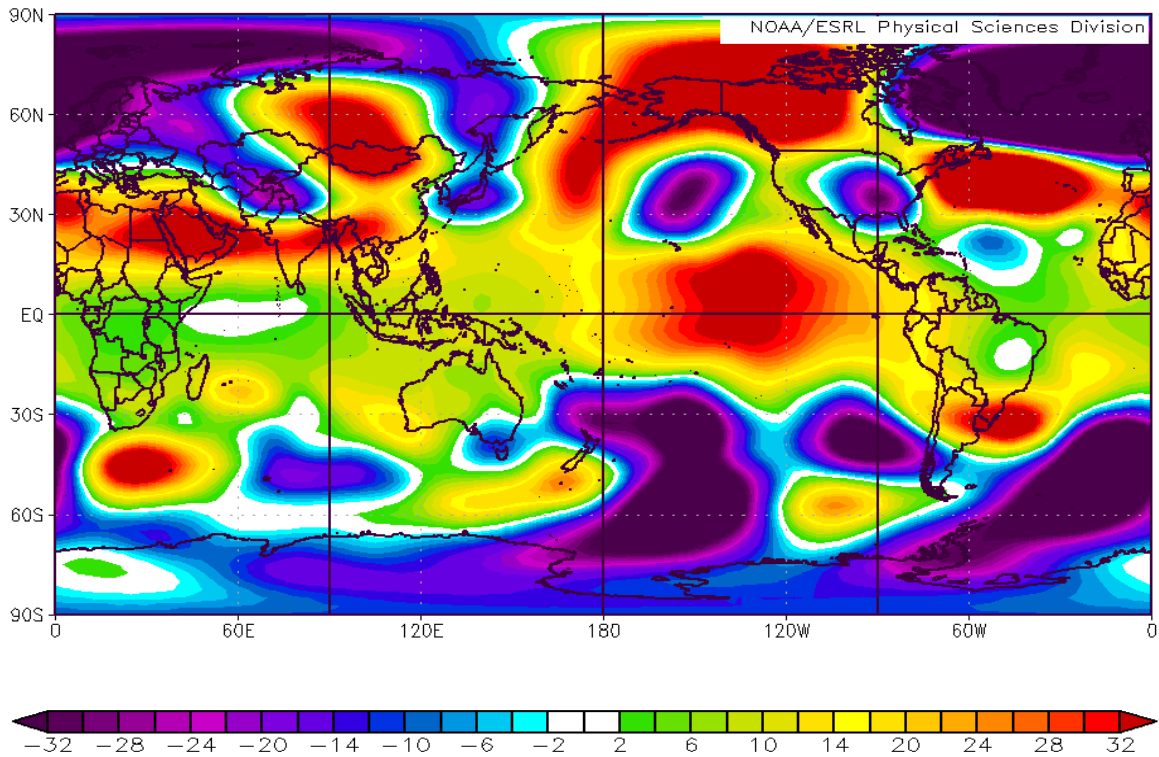 90N
NOAA/ESRL Physical Sciences Division
60N
30N
EQ
30S
60S
90S
0 60E 120E 180 120W 60W 0
-32 -28 -24 -20 -14 -10 -6 -2 2 6 10 14 20 24 28 32